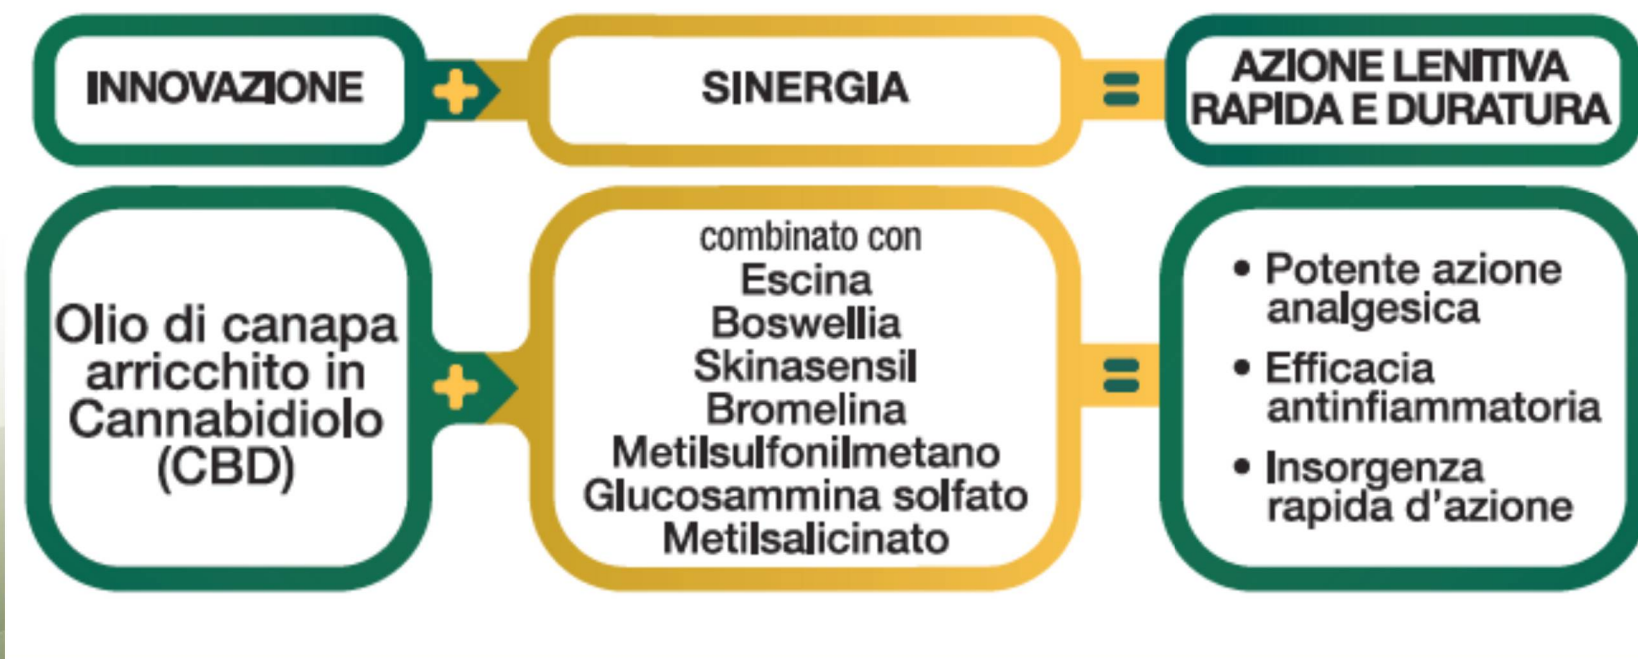 INNOVAZIONE
+
SINERGIA
=
AZIONE LENITIVA
RAPIDA E DURATURA
Olio di canapa
arricchito in
Cannabidiolo
(CBD)
+
combinato con
Escina
Boswellia
Skinasensil
Bromelina
Metilsulfonilmetano
Glucosammina solfato
Metilsalicinato
=
• Potente azione
analgesica
• Efficacia
antinfiammatoria
• Insorgenza
rapida d'azione